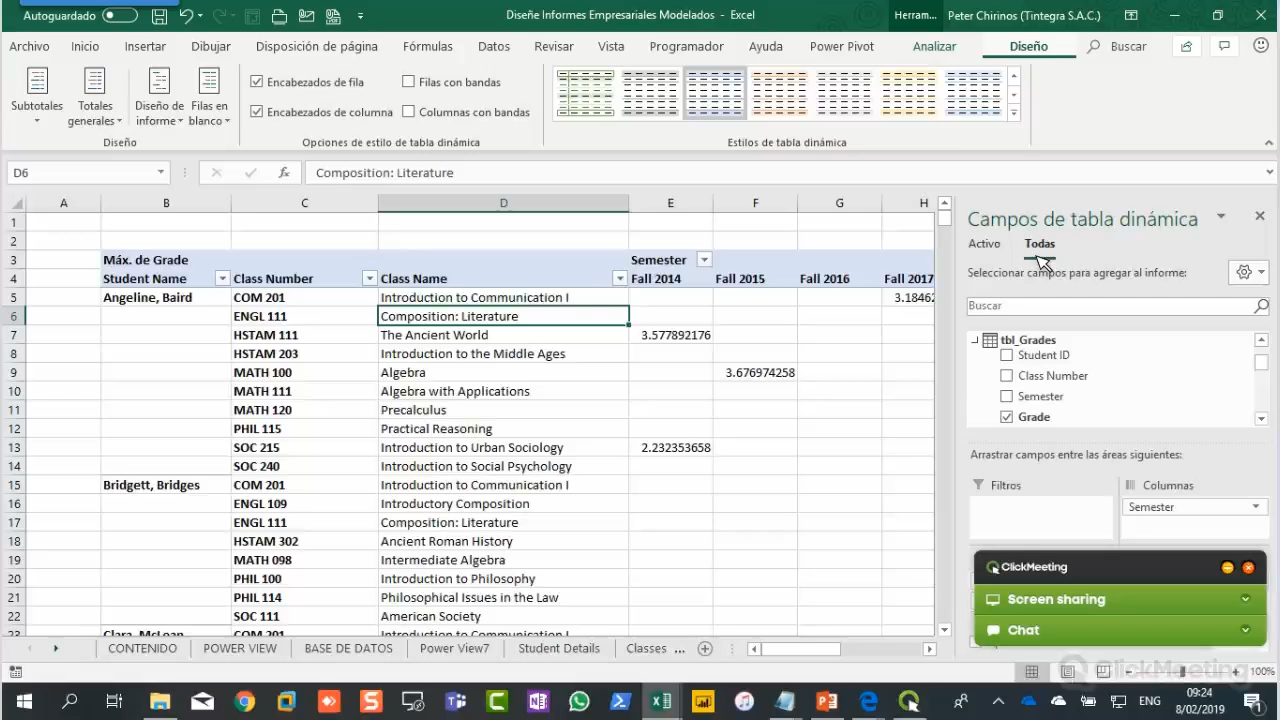 Autoguardado
Diseñe Informes Empresariales Modelados - Excel
Herram...
Peter Chirinos (Tintegra S.A.C.)
Archivo Inicio Insertar Dibujar Disposición de página Fórmulas Datos Revisar Vista Programador Ayuda Power Pivot Analizar Diseño Buscar
Subtotales
Totales generales
Diseño de informe
Filas en blanco
Encabezados de fila
Filas con bandas
Encabezados de columna
Columnas con bandas
Diseño
Opciones de estilo de tabla dinámica
Estilos de tabla dinámica
D6
fx
Composition: Literature
A B C D E F G H
1
2
3 Máx. de Grade Semester
4 Student Name Class Number Class Name Fall 2014 Fall 2015 Fall 2016 Fall 2017
5 Angeline, Baird COM 201 Introduction to Communication I 3.18462
6 ENGL 111 Composition: Literature
7 HSTAM 111 The Ancient World 3.577892176
8 HSTAM 203 Introduction to the Middle Ages
9 MATH 100 Algebra 3.676974258
10 MATH 111 Algebra with Applications
11 MATH 120 Precalculus
12 PHIL 115 Practical Reasoning
13 SOC 215 Introduction to Urban Sociology 2.232353658
14 SOC 240 Introduction to Social Psychology
15 Bridgett, Bridges COM 201 Introduction to Communication I
16 ENGL 109 Introductory Composition
17 ENGL 111 Composition: Literature
18 HSTAM 302 Ancient Roman History
19 MATH 098 Intermediate Algebra
20 PHIL 100 Introduction to Philosophy
21 PHIL 114 Philosophical Issues in the Law
22 SOC 111 American Society
23 Clara, McLean COM 201 Introduction to Communication I
Campos de tabla dinámica
Activo Todas
Seleccionar campos para agregar al informe:
Buscar
tbl_Grades
Student ID
Class Number
Semester
Grade
Arrastrar campos entre las áreas siguientes:
Filtros
Columnas
Semester
ClickMeeting
Screen sharing
Chat
CONTENIDO POWER VIEW BASE DE DATOS Power View7 Student Details Classes ...
ClickMeeting
100%
ENG
09:24
8/02/2019